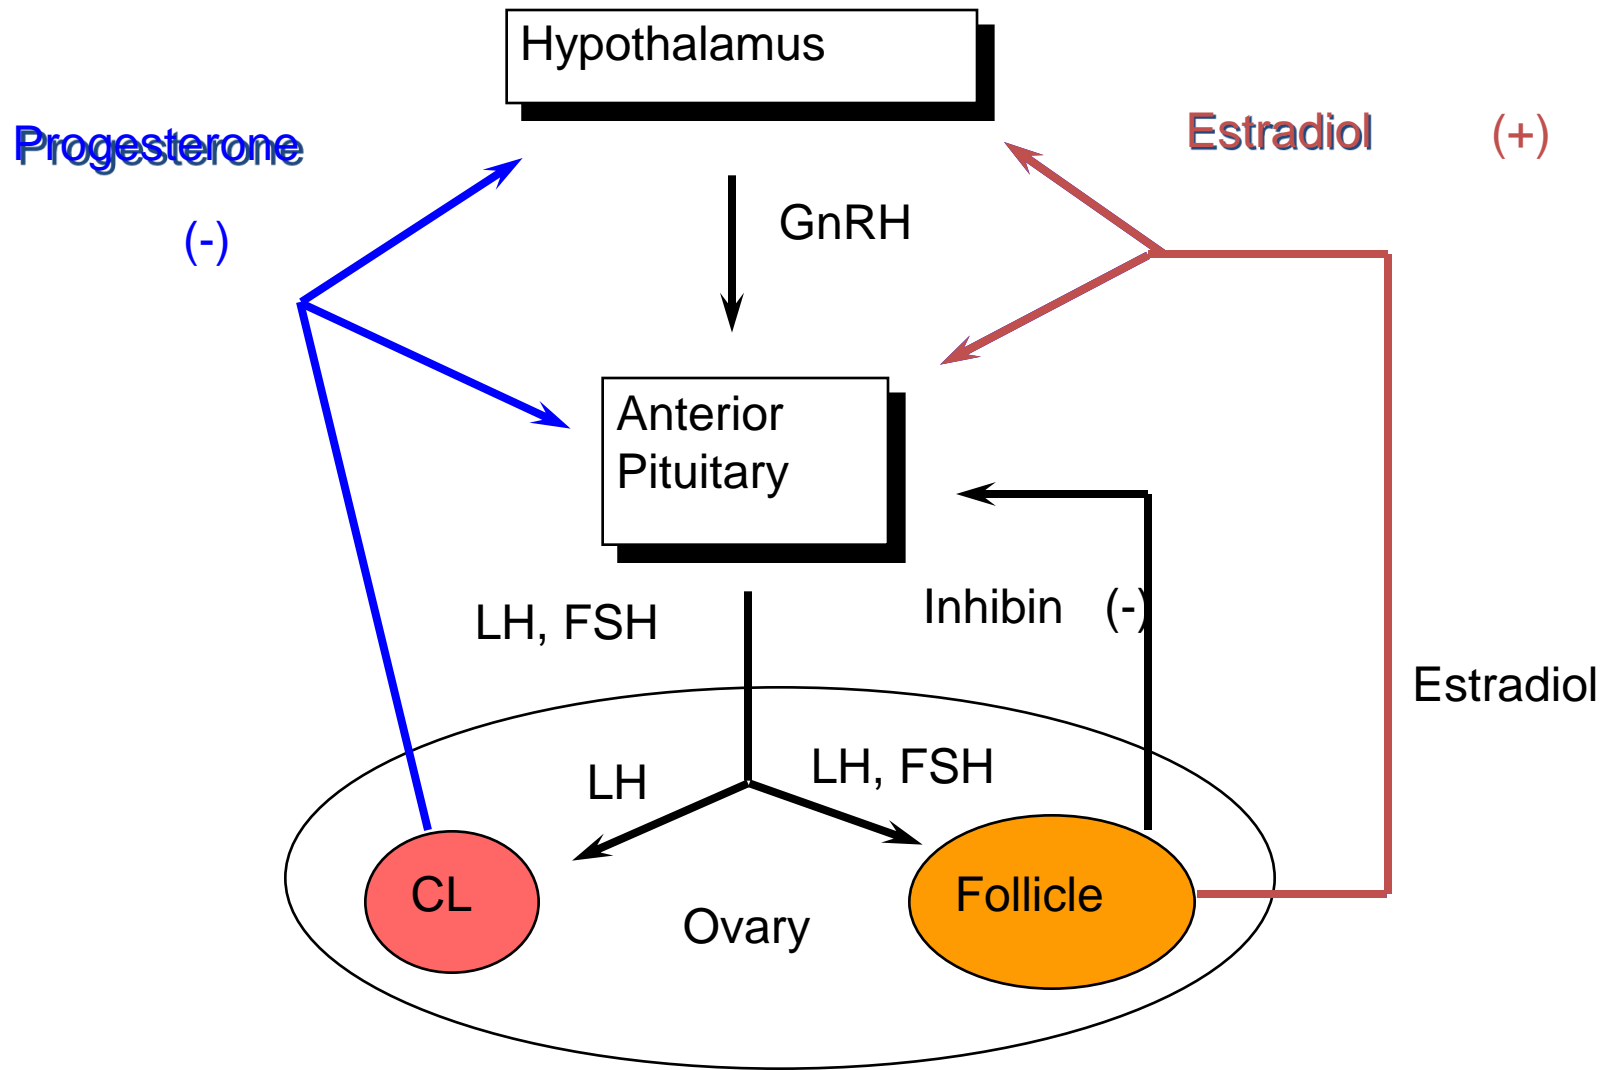 Hypothalamus
Progesterone
(-)
Estradiol (+)
GnRH
Anterior
Pituitary
LH, FSH
Inhibin (-)
Estradiol
LH
LH, FSH
CL
Ovary
Follicle